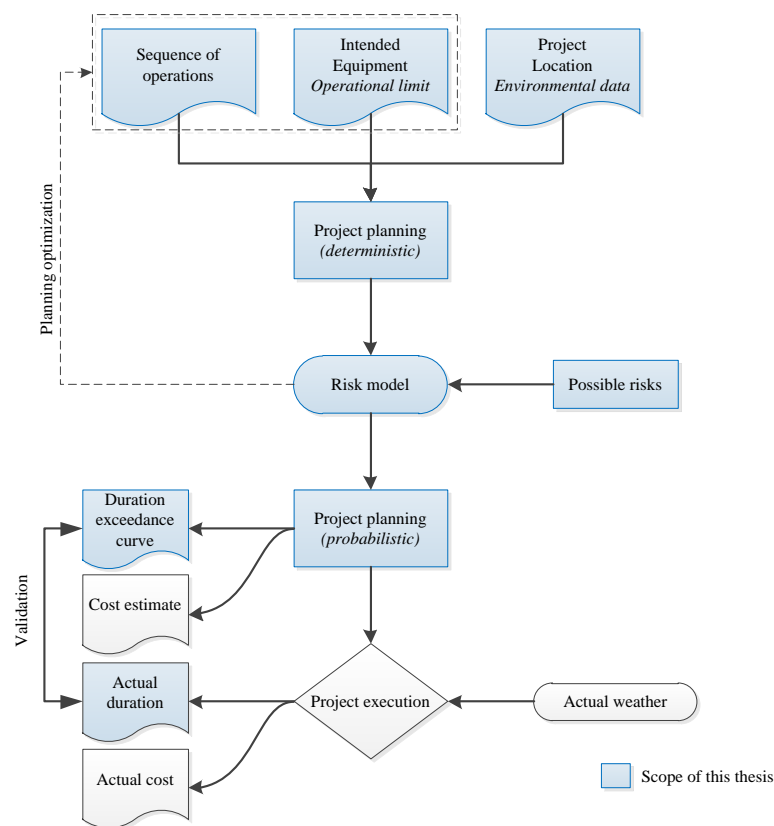 Sequence of
operations
Intended
Equipment
Operational limit
Project
Location
Environmental data
Planning optimization
Project planning
(deterministic)
Risk model
Possible risks
Duration
exceedance
curve
Project planning
(probabilistic)
Validation
Cost estimate
Actual
duration
Project execution
Actual weather
Actual cost
Scope of this thesis